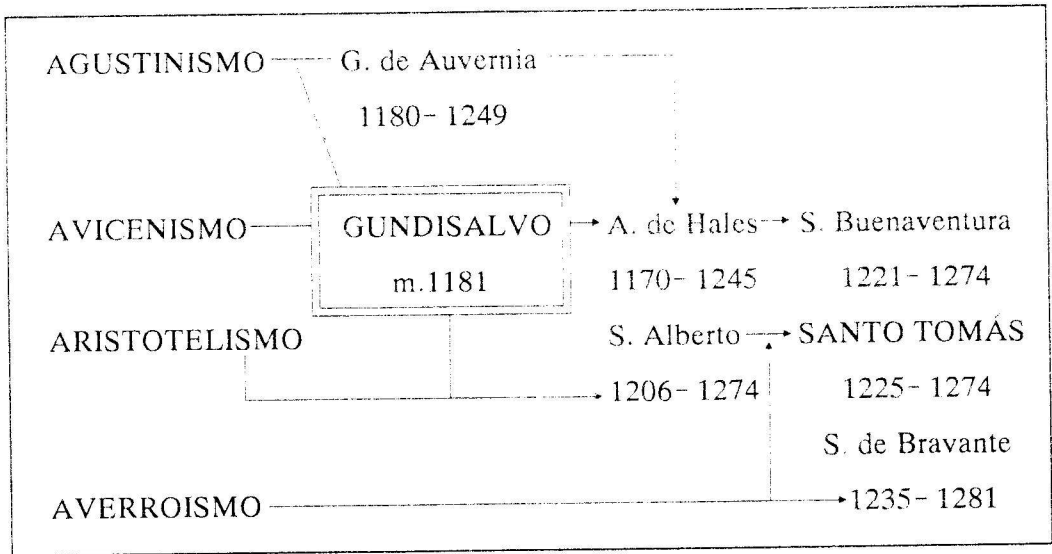 AGUSTINISMO G. de Auvernia
1180- 1249
AVICENISMO GUNDISALVO A. de Hales S. Buenaventura
m.1181 1170- 1245 1221- 1274
ARISTOTELISMO S. Alberto SANTO TOMÁS
1206- 1274 1225- 1274
S. de Bravante
AVERROISMO 1235- 1281